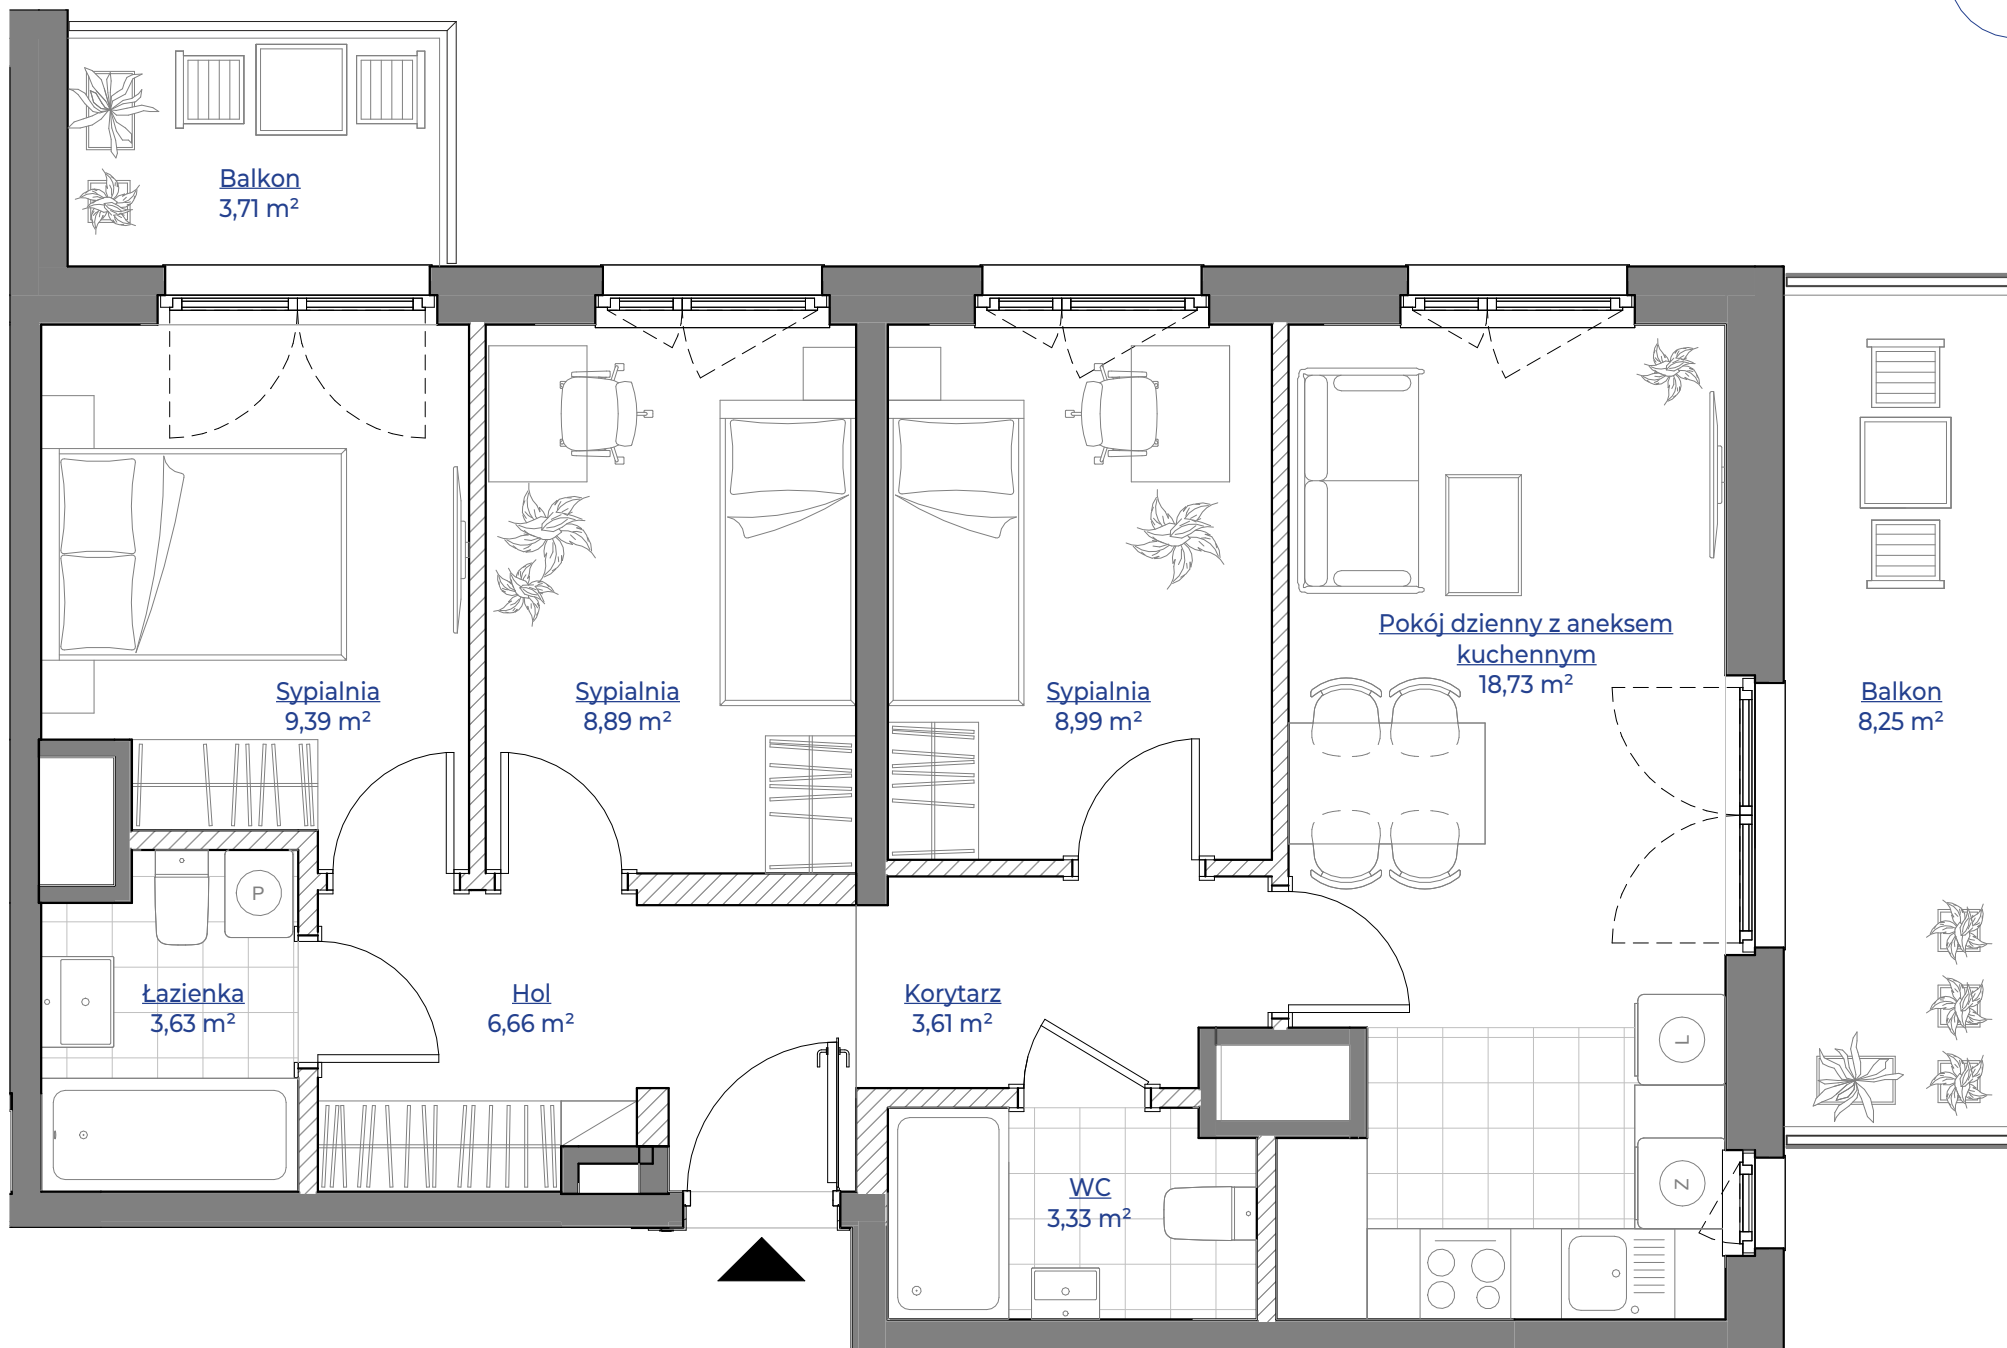 Balkon
3,71 m²
Sypialnia
9,39 m²
Sypialnia
8,89 m²
Sypialnia
8,99 m²
Pokój dzienny z aneksem
kuchennym
18,73 m²
Balkon
8,25 m²
P
Łazienka
3,63 m²
Hol
6,66 m²
Korytarz
3,61 m²
L
WC
3,33 m²
Z